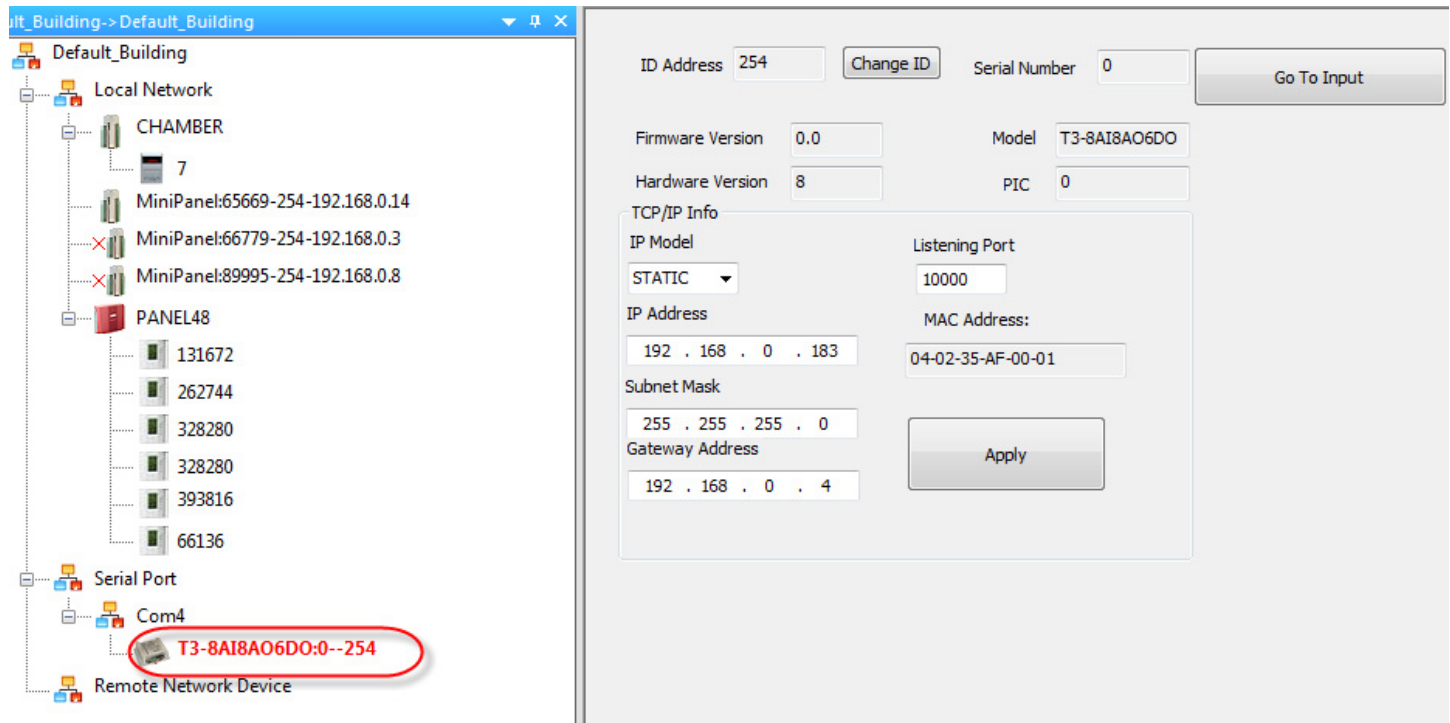 ilt_Building->Default_Building
Default_Building
Local Network
CHAMBER
7
MiniPanel:65669-254-192.168.0.14
MiniPanel:66779-254-192.168.0.3
MiniPanel:89995-254-192.168.0.8
PANEL48
131672
262744
328280
328280
393816
66136
Serial Port
Com4
T3-8AI8AO6DO:0--254
Remote Network Device
ID Address 254 Change ID Serial Number 0 Go To Input
Firmware Version 0.0 Model T3-8AI8AO6DO
Hardware Version 8 PIC 0
TCP/IP Info
IP Model Listening Port
STATIC 10000
IP Address MAC Address:
192 . 168 . 0 . 183 04-02-35-AF-00-01
Subnet Mask
255 . 255 . 255 . 0
Gateway Address Apply
192 . 168 . 0 . 4